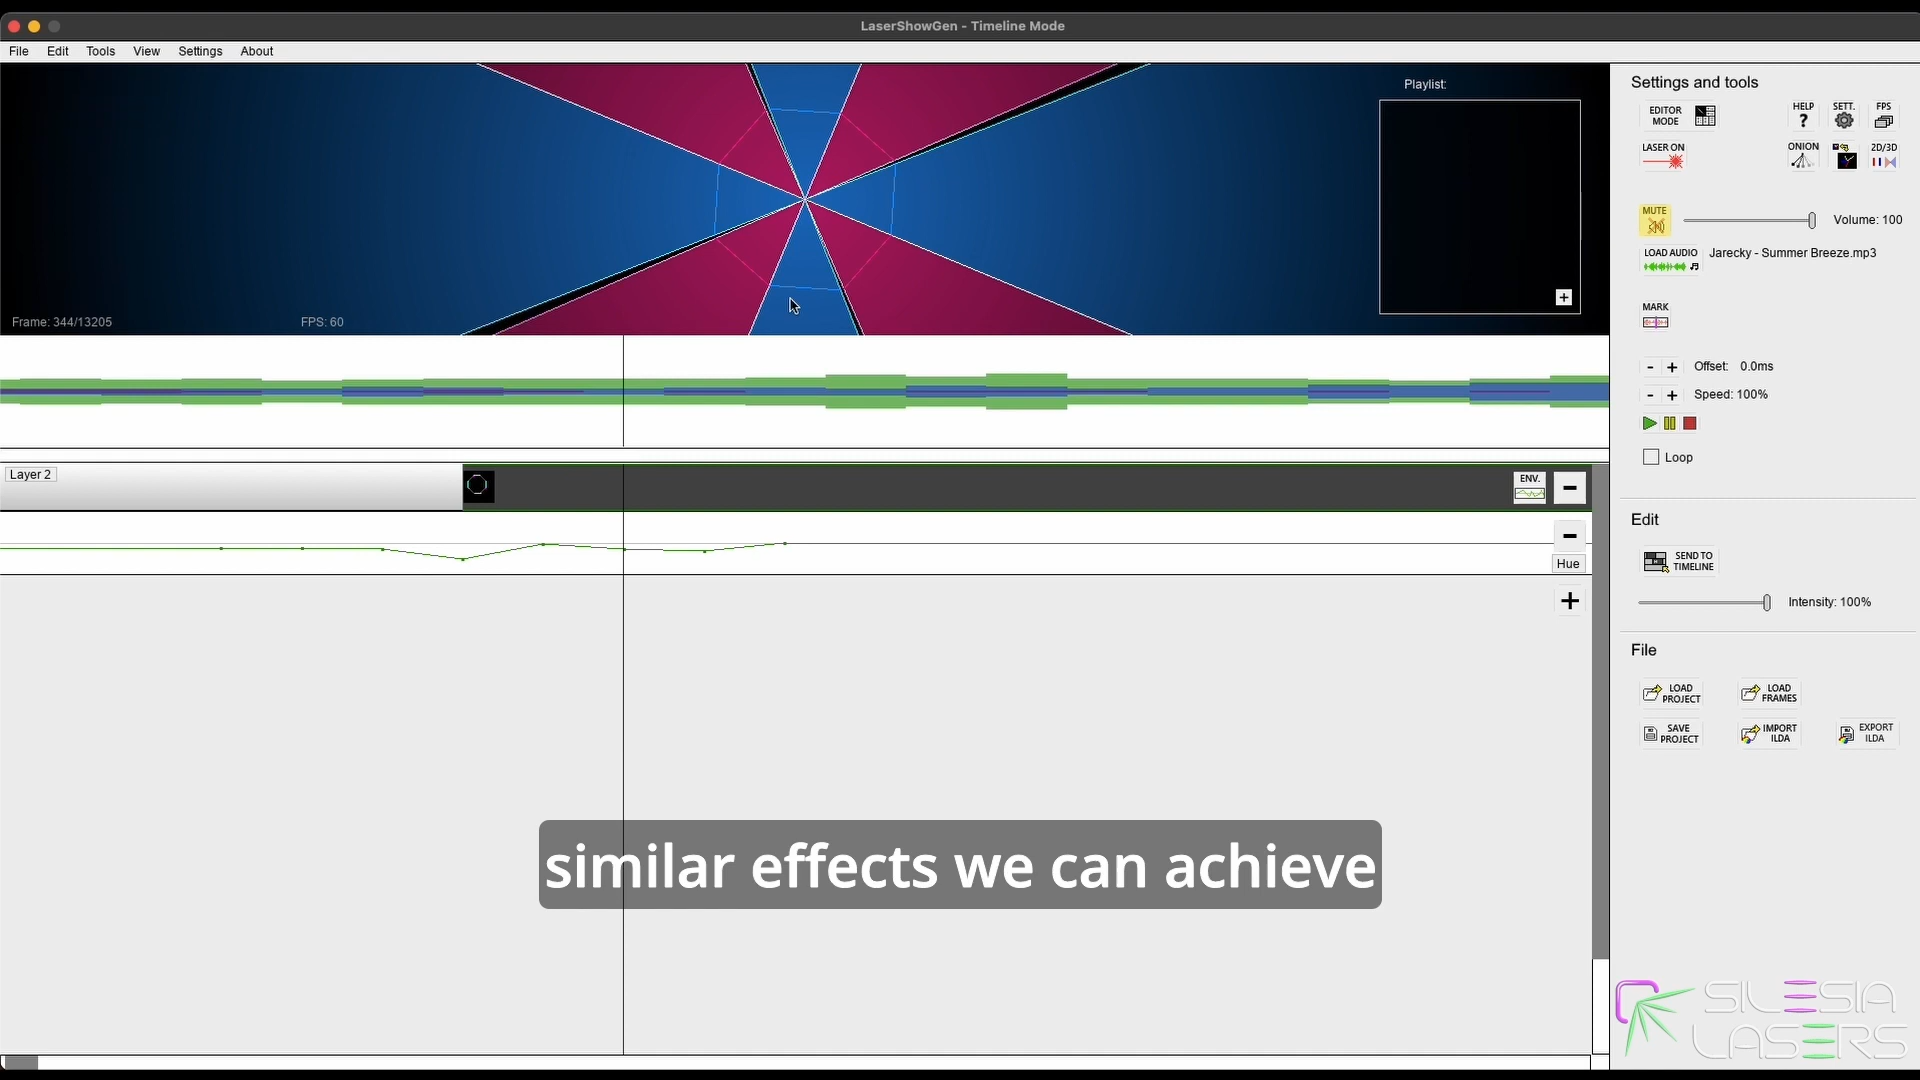 LaserShowGen - Timeline Mode
File Edit Tools View Settings About
Playlist:
+
Frame: 344/13205
FPS: 60
Settings and tools
EDITOR MODE
HELP ?
SETT.
FPS
LASER ON
ONION
2D/3D
MUTE
Volume: 100
LOAD AUDIO
Jarecky - Summer Breeze.mp3
MARK
- + Offset: 0.0ms
- + Speed: 100%
Loop
Layer 2
ENV.
-
-
Hue
+
Edit
SEND TO TIMELINE
Intensity: 100%
File
LOAD PROJECT
LOAD FRAMES
SAVE PROJECT
IMPORT ILDA
EXPORT ILDA
similar effects we can achieve
SILESIA
LASERS